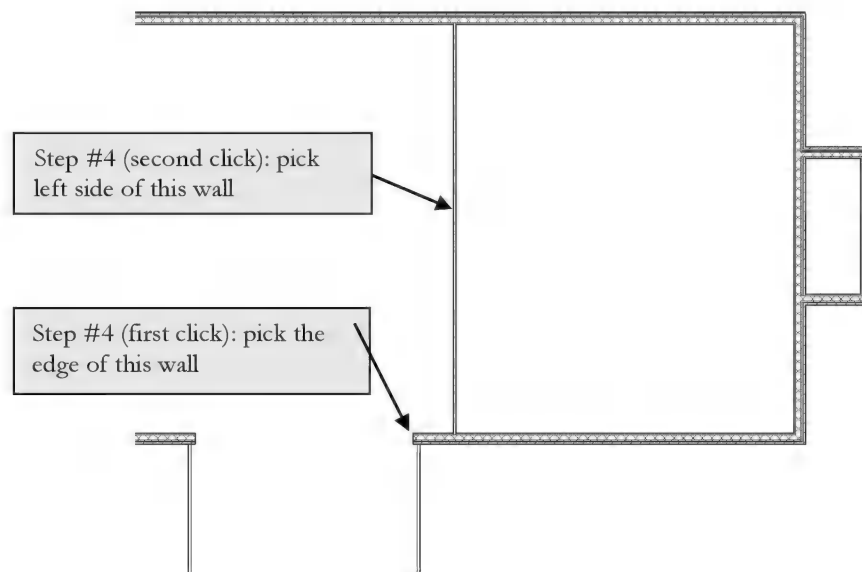 Step #4 (second click): pick
left side of this wall
Step #4 (first click): pick the
edge of this wall